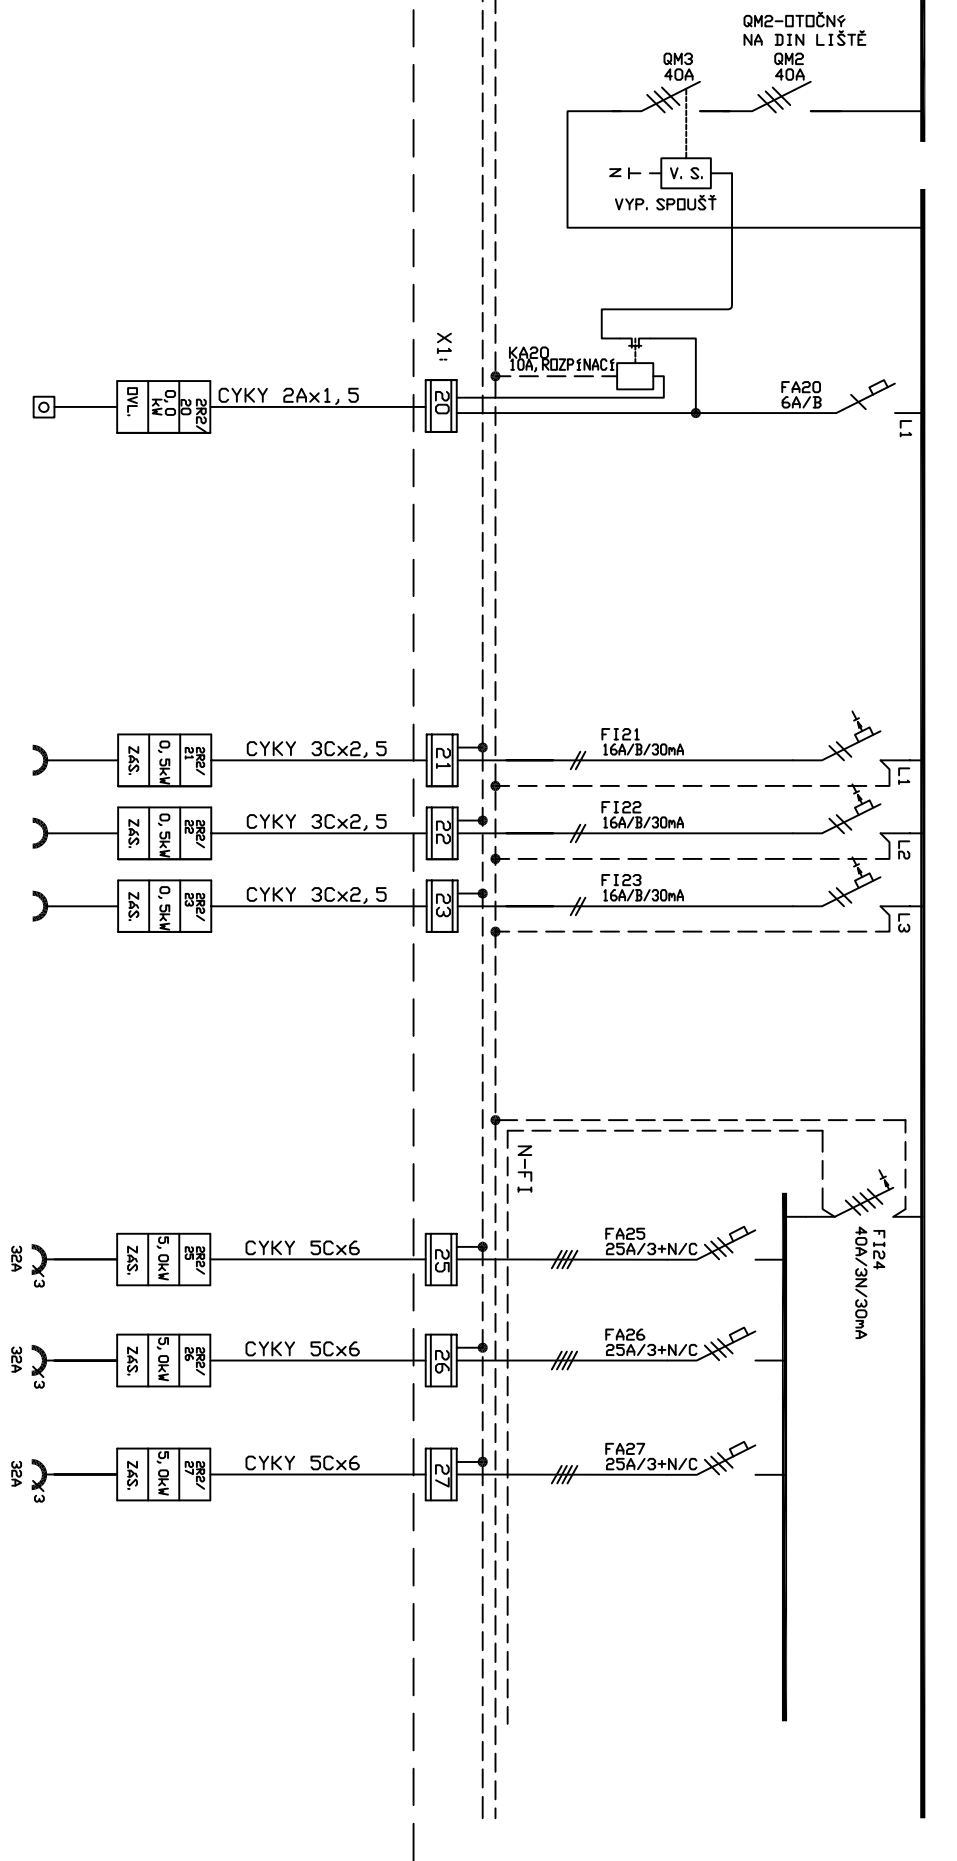 QM2-OTOČNÝ
NA DIN LIŠTĚ
QM3
40A
QM2
40A
N
V. S.
VYP. SPOUŠŤ
X1:
KA20
10A, ROZPÍNACÍ
FA20
6A/B
L1
OVL.
0,0
kW
2R2/
20
CYKY 2Ax1,5
20
ZÁS.
0,5kW
2R2/
21
CYKY 3Cx2,5
21
FI21
16A/B/30mA
L1
ZÁS.
0,5kW
2R2/
22
CYKY 3Cx2,5
22
FI22
16A/B/30mA
L2
ZÁS.
0,5kW
2R2/
23
CYKY 3Cx2,5
23
FI23
16A/B/30mA
L3
N-FI
FI24
40A/3N/30mA
32A
x/3
ZÁS.
5,0kW
2R2/
25
CYKY 5Cx6
25
FA25
25A/3+N/C
32A
x/3
ZÁS.
5,0kW
2R2/
26
CYKY 5Cx6
26
FA26
25A/3+N/C
32A
x/3
ZÁS.
5,0kW
2R2/
27
CYKY 5Cx6
27
FA27
25A/3+N/C